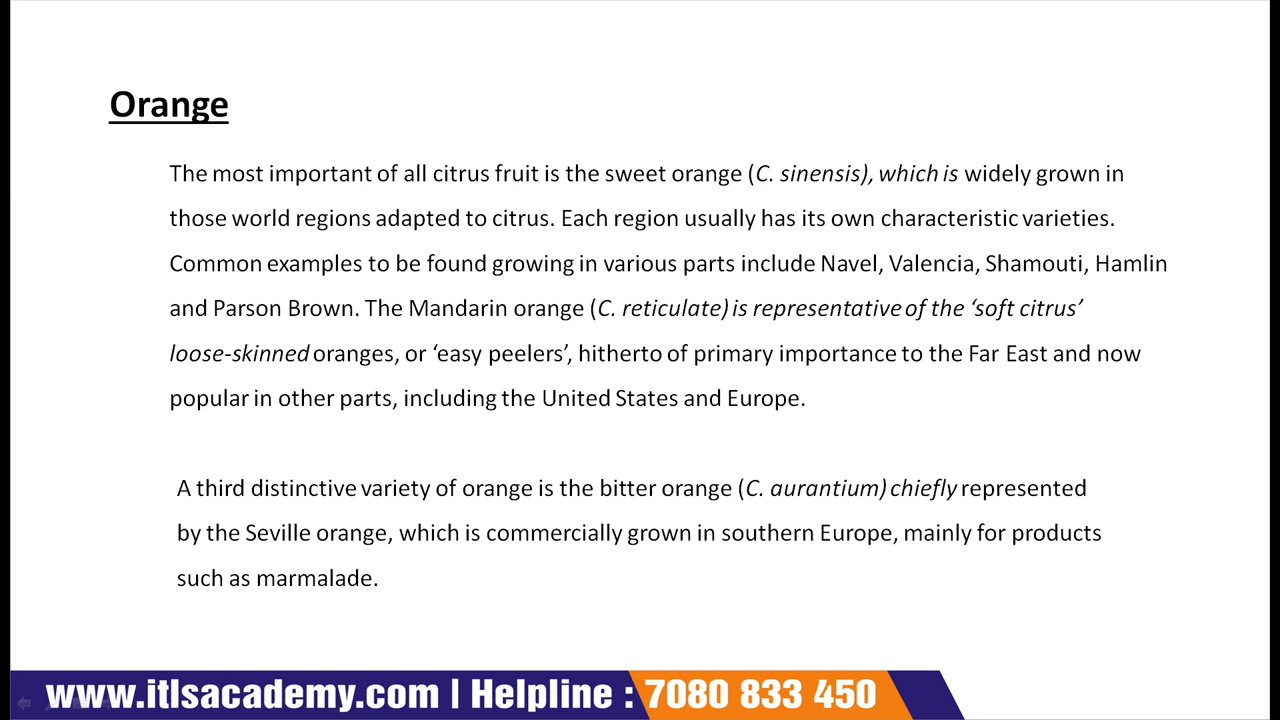 Orange
The most important of all citrus fruit is the sweet orange (C. sinensis), which is widely grown in
those world regions adapted to citrus. Each region usually has its own characteristic varieties.
Common examples to be found growing in various parts include Navel, Valencia, Shamouti, Hamlin
and Parson Brown. The Mandarin orange (C. reticulate) is representative of the ‘soft citrus’
loose-skinned oranges, or ‘easy peelers’, hitherto of primary importance to the Far East and now
popular in other parts, including the United States and Europe.
A third distinctive variety of orange is the bitter orange (C. aurantium) chiefly represented
by the Seville orange, which is commercially grown in southern Europe, mainly for products
such as marmalade.
www.itlsacademy.com | Helpline : 7080 833 450